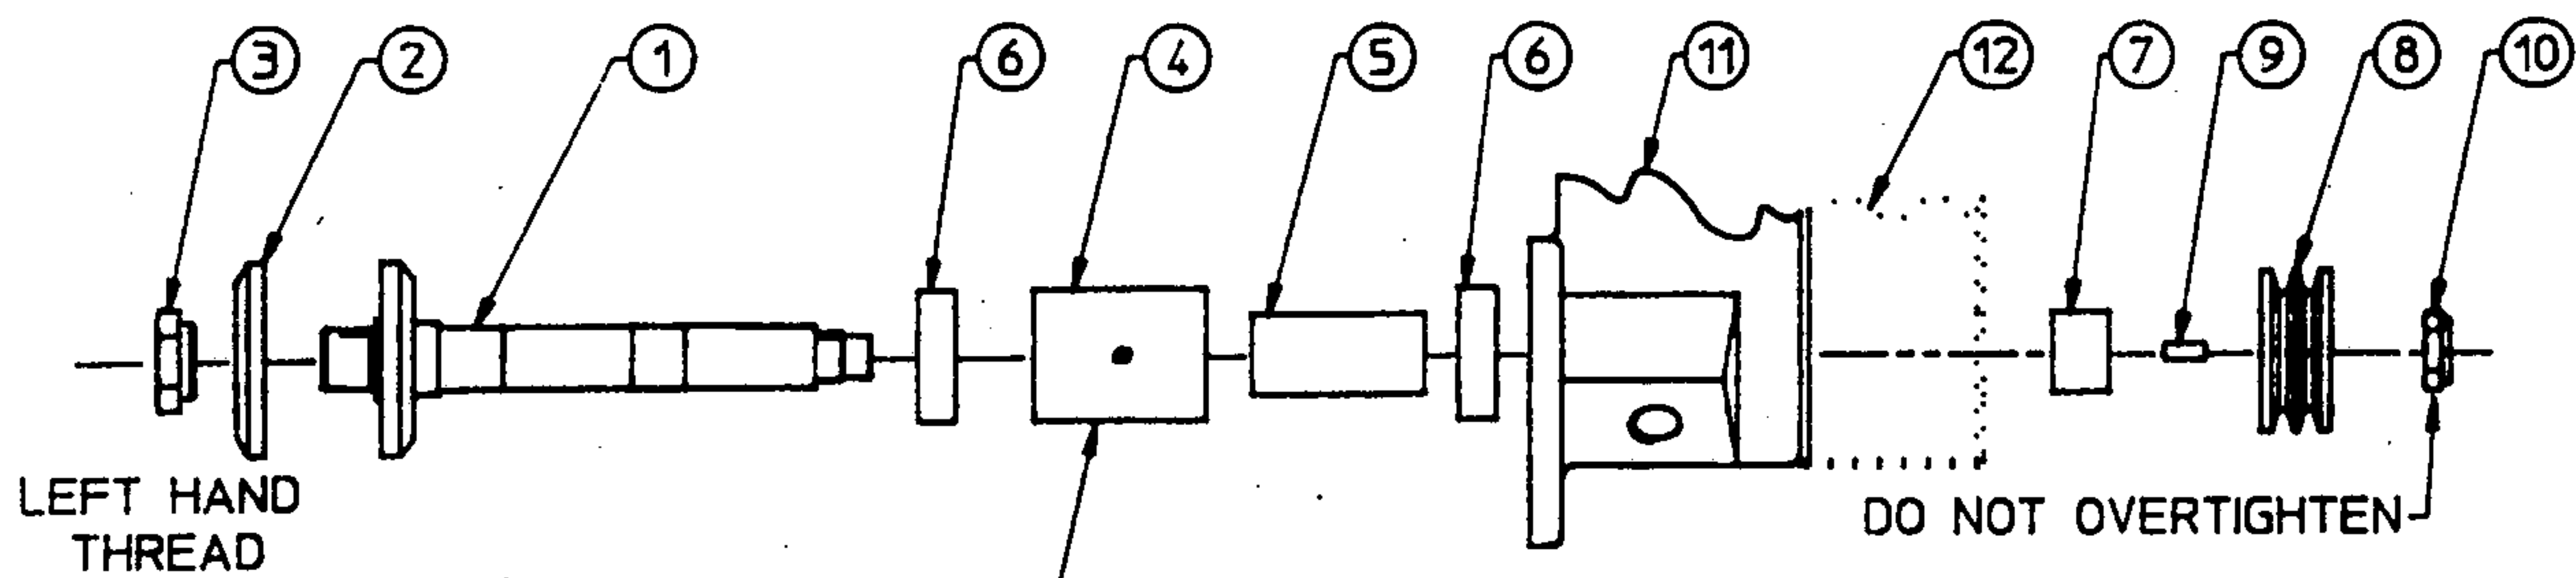 3 2 1 6 4 5 6 11 12 7 9 8 10
LEFT HAND
THREAD
DO NOT OVERTIGHTEN